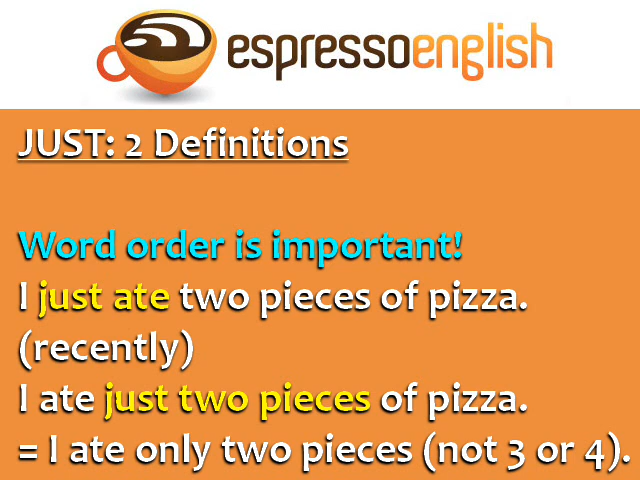 espressoenglish
JUST: 2 Definitions
Word order is important!
I just ate two pieces of pizza.
(recently)
I ate just two pieces of pizza.
= I ate only two pieces (not 3 or 4).